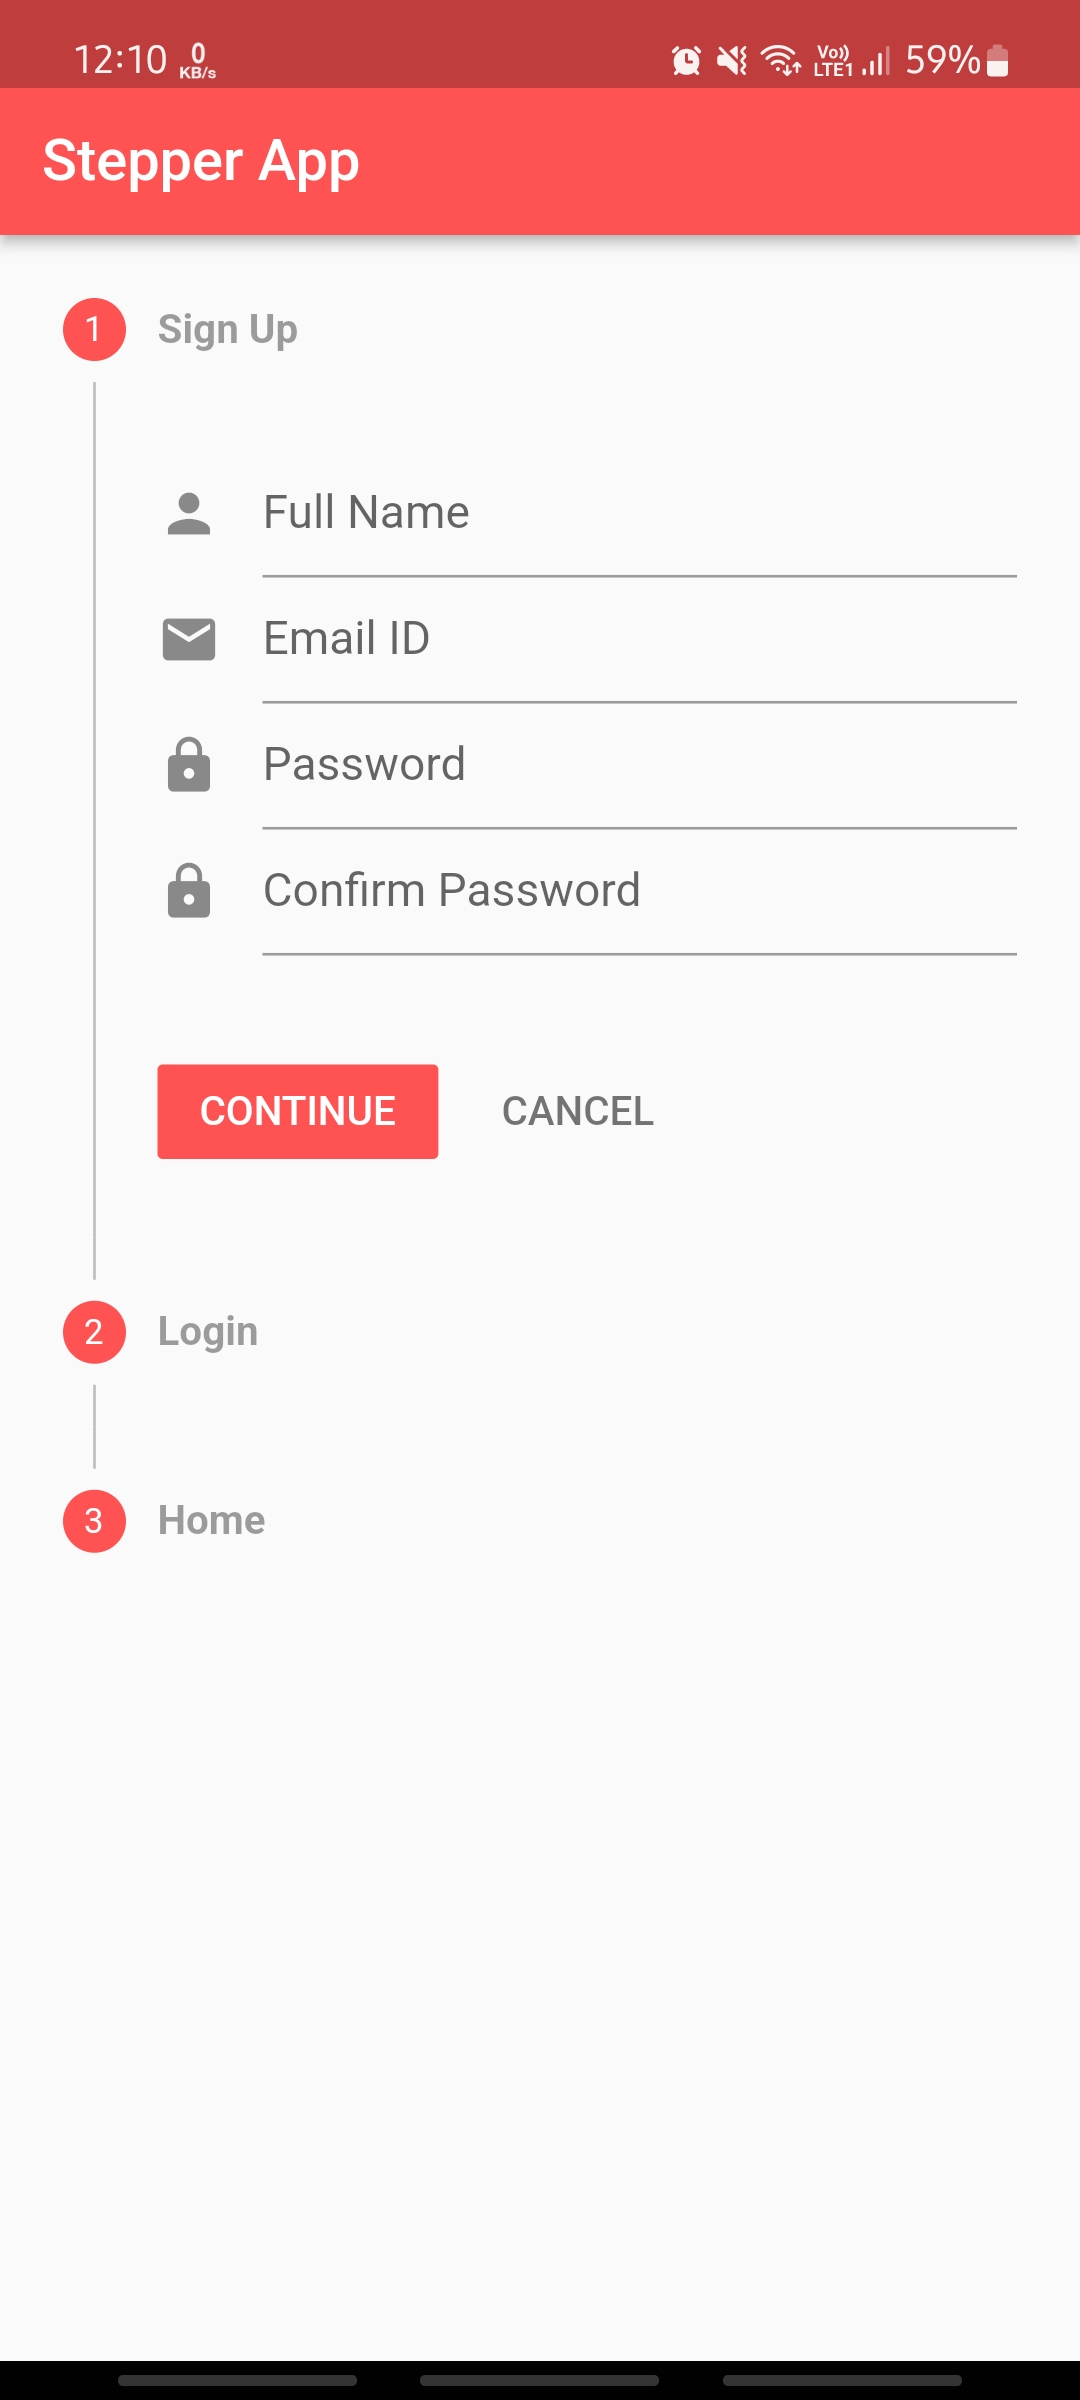 12:10 0 KB/s Vo)) LTE1 59%
Stepper App
1 Sign Up
Full Name
Email ID
Password
Confirm Password
CONTINUE CANCEL
2 Login
3 Home